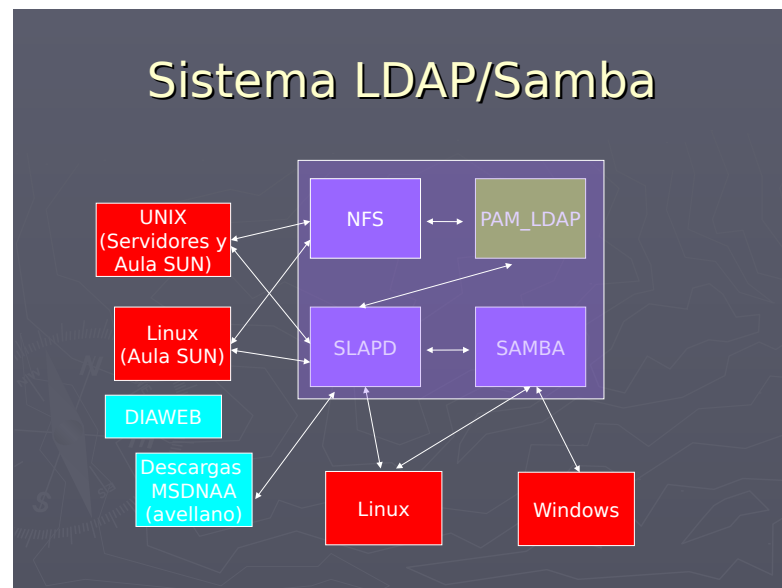 Sistema LDAP/Samba
NFS
PAM_LDAP
UNIX
(Servidores y
Aula SUN)
Linux
(Aula SUN)
SLAPD
SAMBA
DIAWEB
Descargas
MSDNAA
(avellano)
Linux
Windows
N
S